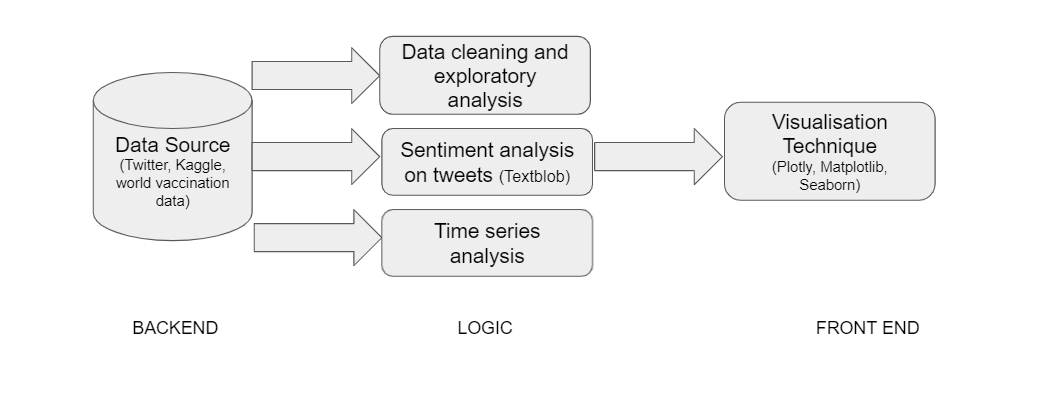 Data Source
(Twitter, Kaggle,
world vaccination
data)
Data cleaning and
exploratory
analysis
Sentiment analysis
on tweets (Textblob)
Time series
analysis
Visualisation
Technique
(Plotly, Matplotlib,
Seaborn)
BACKEND
LOGIC
FRONT END